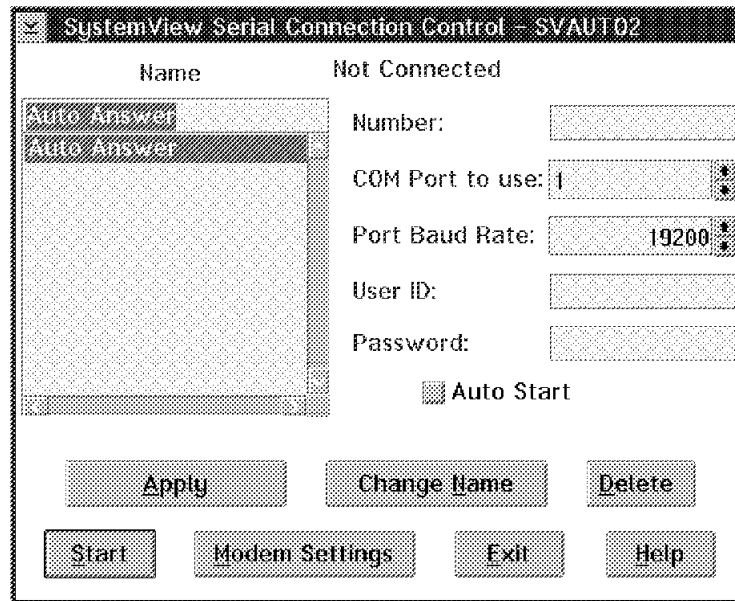 SystemView Serial Connection Control - SVAUTO2
Name
Not Connected
Auto Answer
Auto Answer
Number:
COM Port to use: 1
Port Baud Rate: 19200
User ID:
Password:
Auto Start
Apply
Change Name
Delete
Start
Modem Settings
Exit
Help